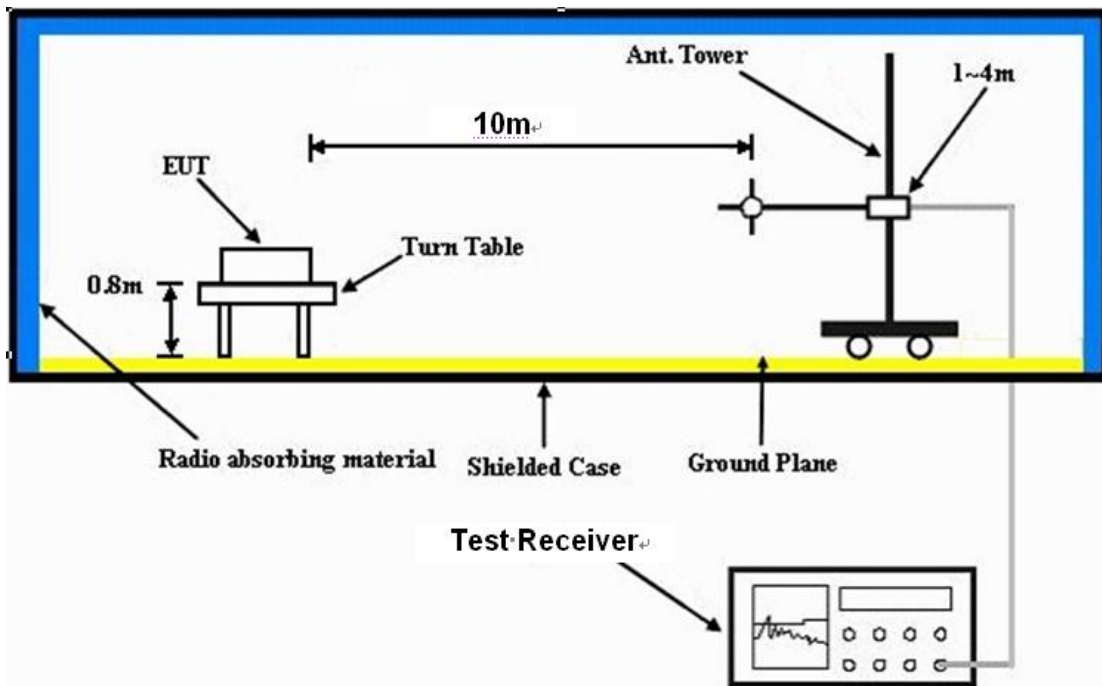 Ant. Tower
1~4m
10m
EUT
Turn Table
0.8m
Radio absorbing material
Shielded Case
Ground Plane
Test Receiver